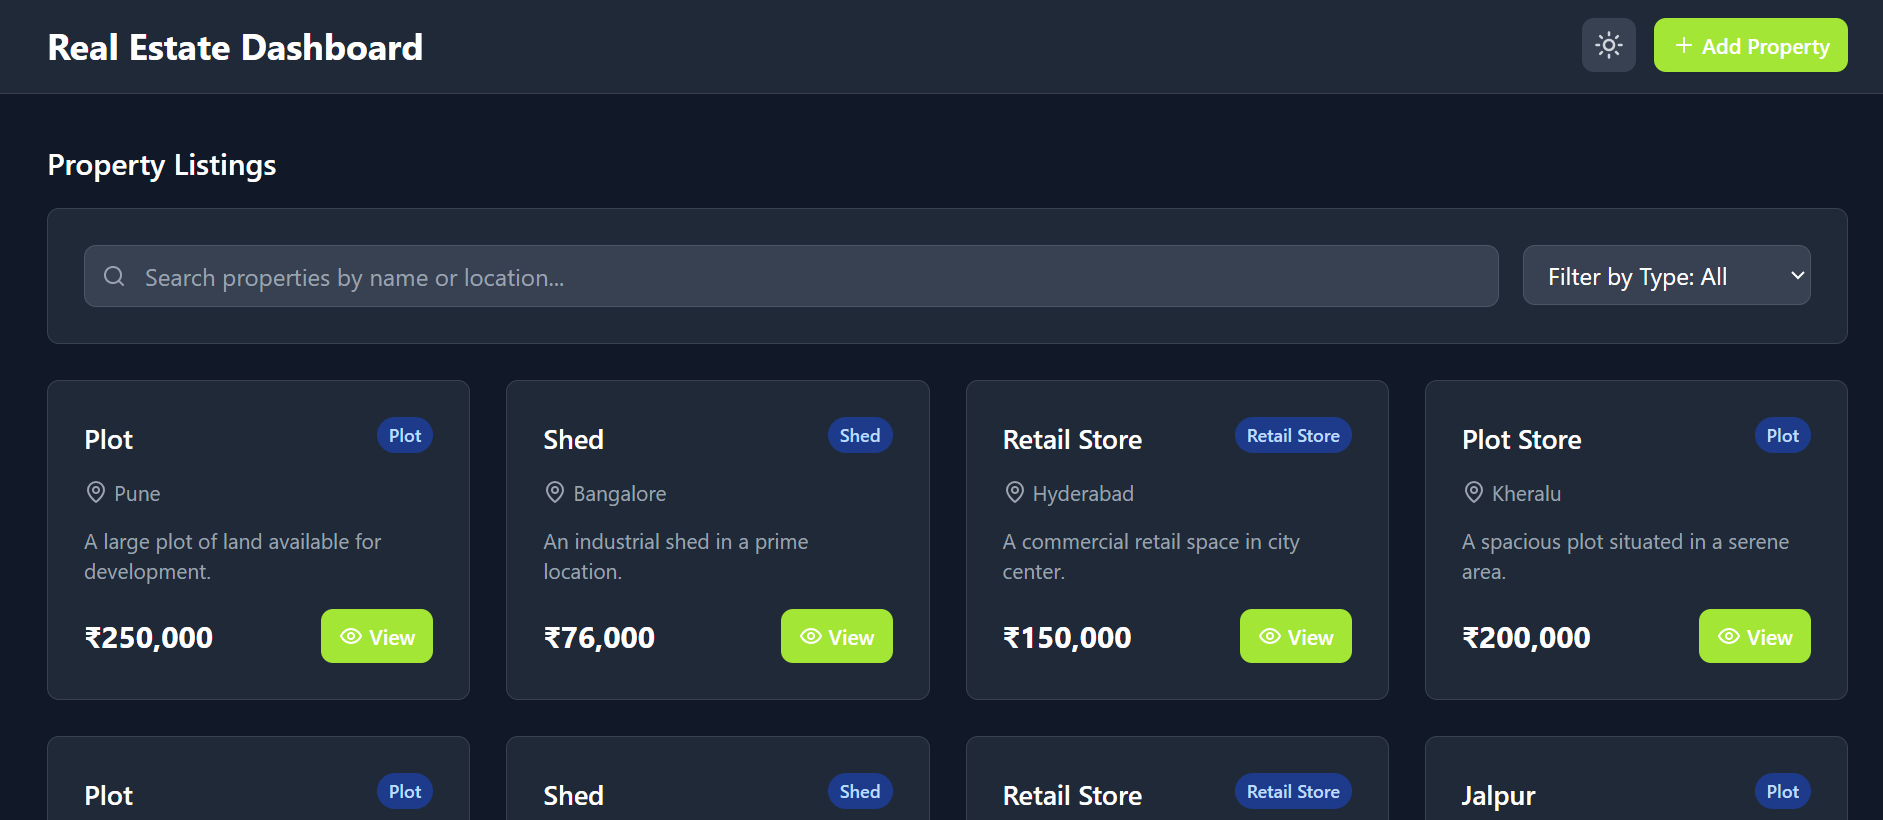 Real Estate Dashboard
Add Property
Property Listings
Search properties by name or location...
Filter by Type: All
Plot
Plot
Pune
A large plot of land available for
development.
₹250,000
View
Shed
Shed
Bangalore
An industrial shed in a prime
location.
₹76,000
View
Retail Store
Retail Store
Hyderabad
A commercial retail space in city
center.
₹150,000
View
Plot Store
Plot
Kheralu
A spacious plot situated in a serene
area.
₹200,000
View
Plot
Plot
Shed
Shed
Retail Store
Retail Store
Jalpur
Plot